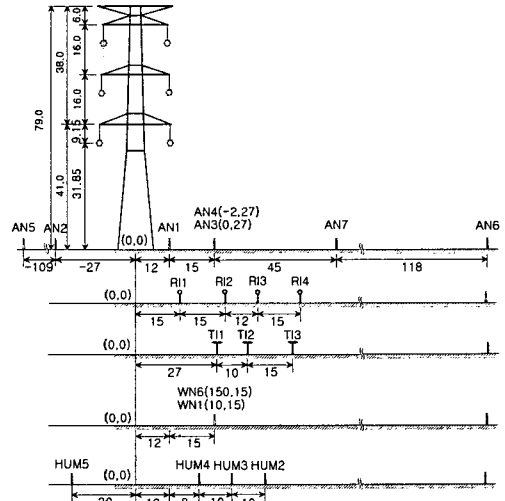 6.0
16.0
38.0
16.0
79.0
9.15
41.0
31.85
AN4(-2,27)
AN5 AN2 (0,0) AN1 AN3(0,27) AN7 AN6
-109 -27 12 15 45 118
(0,0) RI1 RI2 RI3 RI4
15 15 12 15
(0,0) TI1 TI2 TI3
27 10 15
WN6(150,15)
(0,0) WN1(10,15)
12 15
HUM5 (0,0) HUM4 HUM3 HUM2